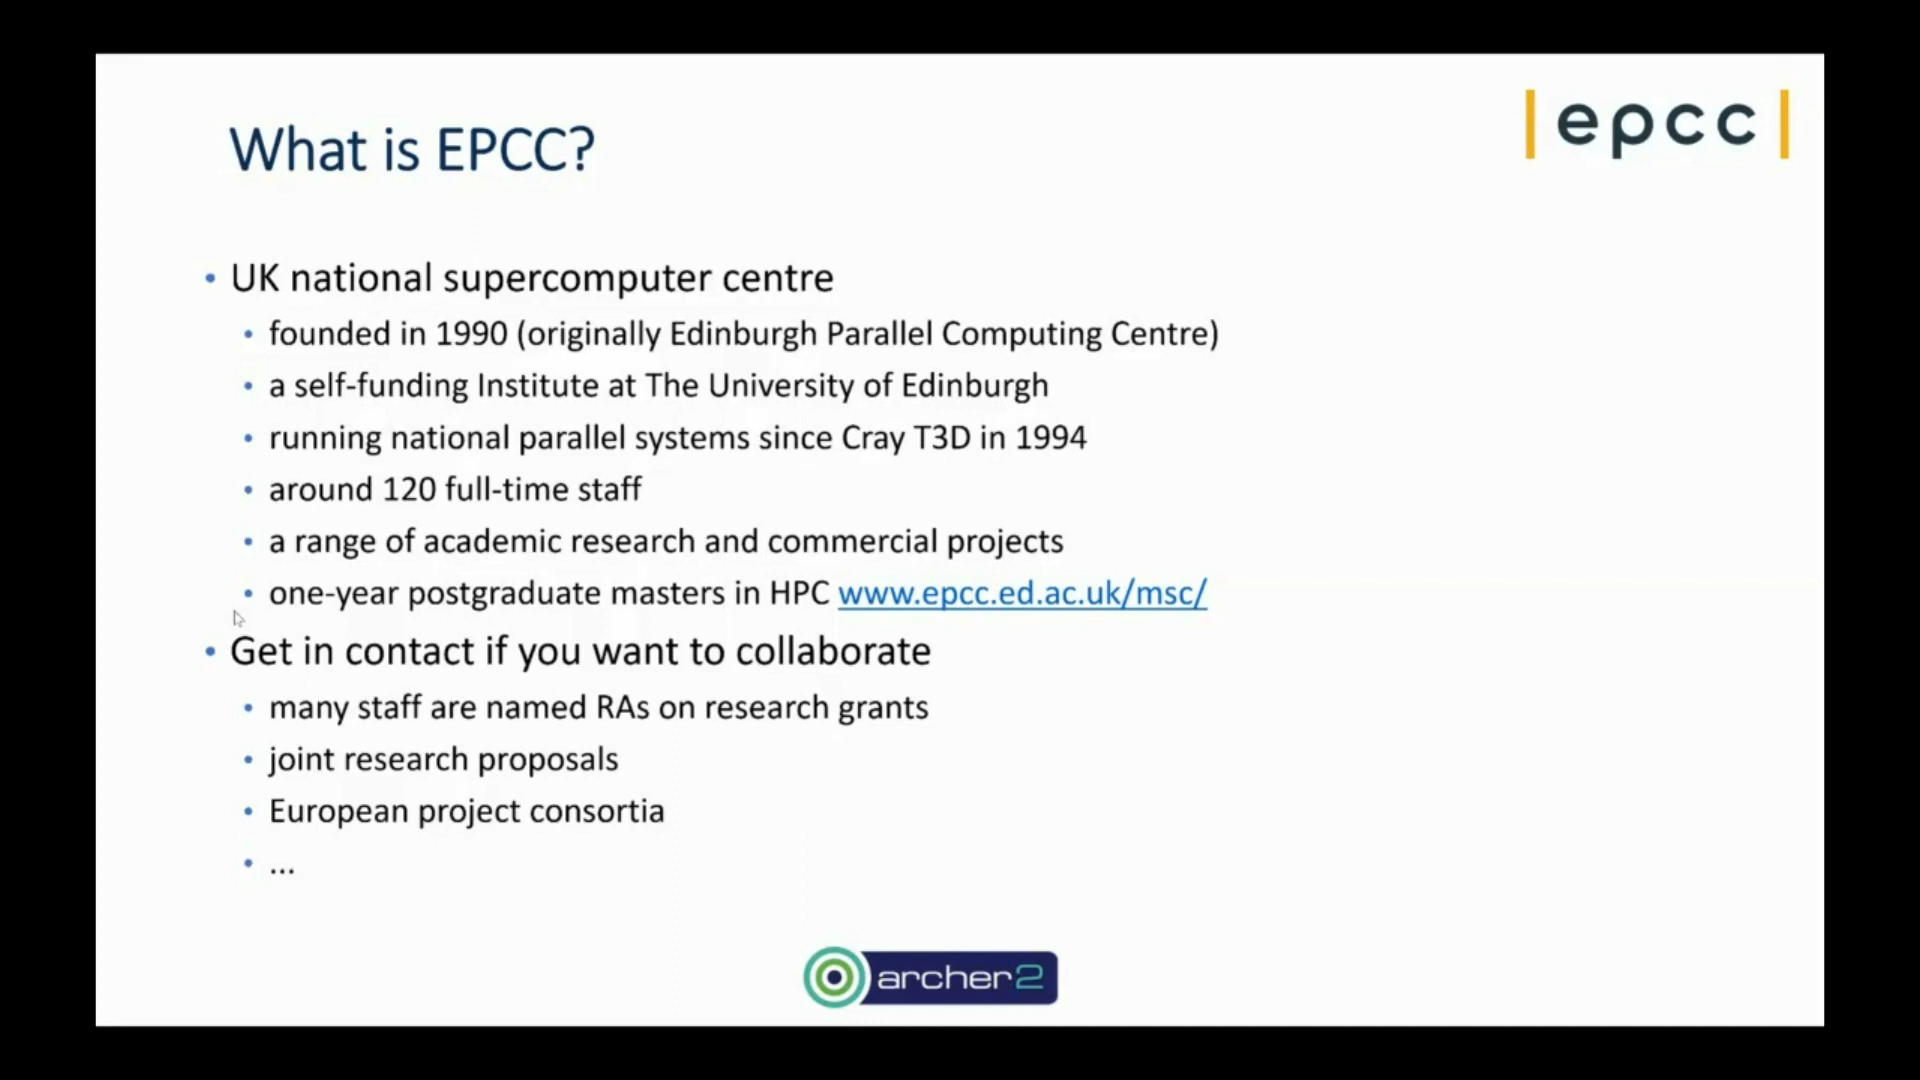 What is EPCC?
|epcc|
• UK national supercomputer centre
• founded in 1990 (originally Edinburgh Parallel Computing Centre)
• a self-funding Institute at The University of Edinburgh
• running national parallel systems since Cray T3D in 1994
• around 120 full-time staff
• a range of academic research and commercial projects
• one-year postgraduate masters in HPC www.epcc.ed.ac.uk/msc/
• Get in contact if you want to collaborate
• many staff are named RAs on research grants
• joint research proposals
• European project consortia
• ...
archer2